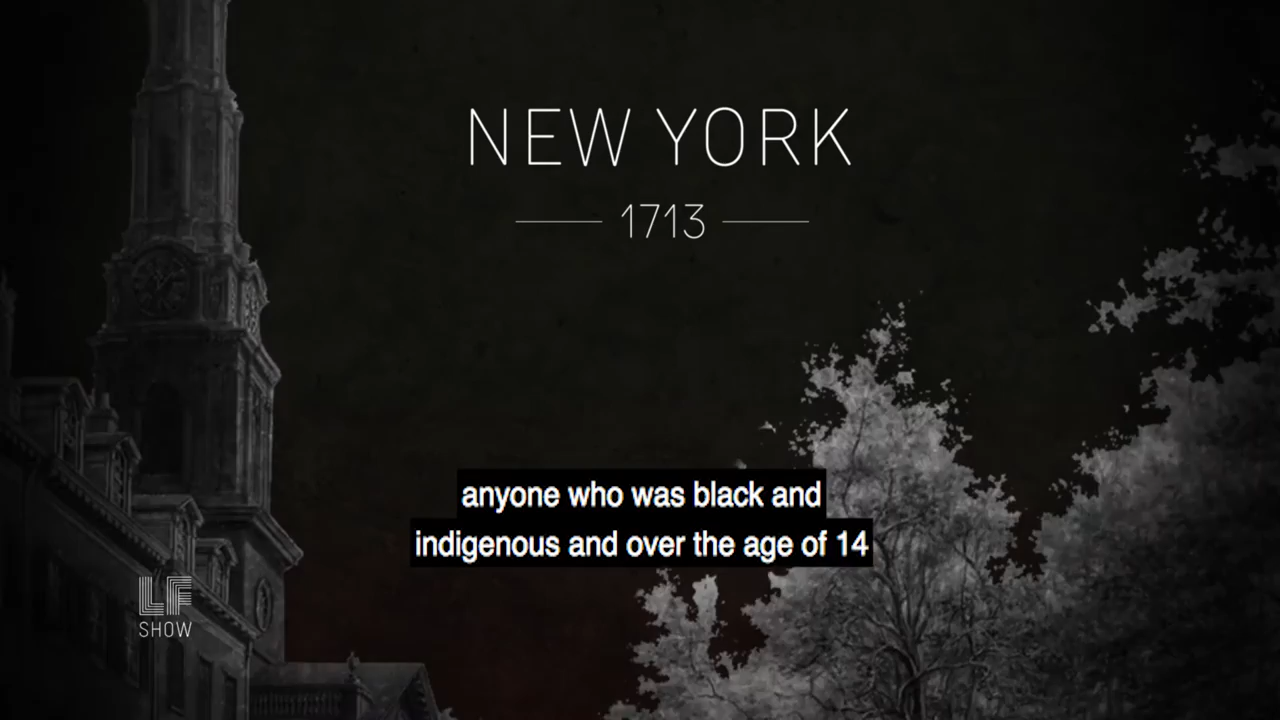 NEW YORK
1713
anyone who was black and
indigenous and over the age of 14
LF
SHOW